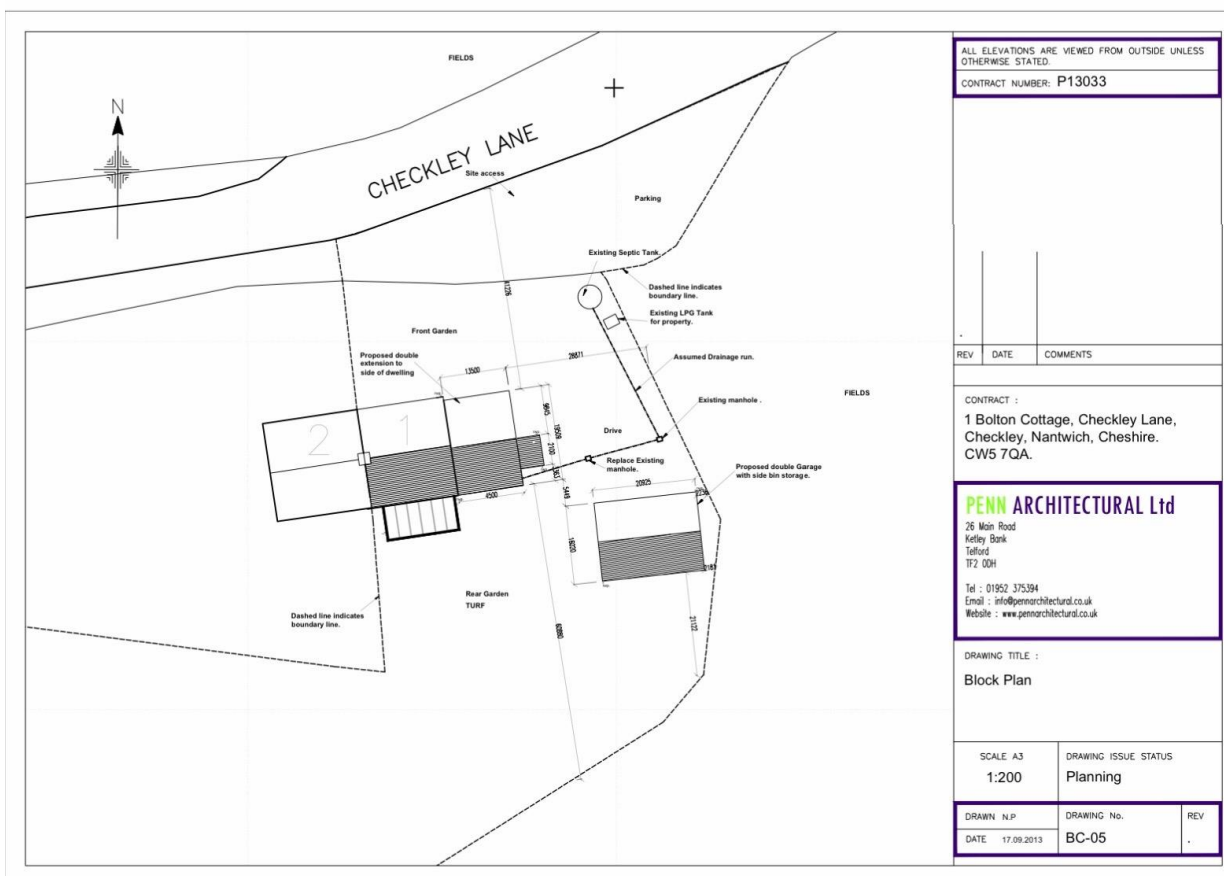 FIELDS
N
CHECKLEY LANE
Site access
Parking
Existing Septic Tank.
Dashed line indicates
boundary line.
Existing LPG Tank
for property.
41226
Front Garden
Proposed double
extension to
side of dwelling
13500
28871
Assumed Drainage run.
FIELDS
Existing manhole .
2
1
Drive
2100
Replace Existing
manhole.
Proposed double Garage
with side bin storage.
4500
5449
20925
Rear Garden
TURF
Dashed line indicates
boundary line.
21122
ALL ELEVATIONS ARE VIEWED FROM OUTSIDE UNLESS
OTHERWISE STATED.
CONTRACT NUMBER: P13033
.
REV DATE COMMENTS
CONTRACT :
1 Bolton Cottage, Checkley Lane,
Checkley, Nantwich, Cheshire.
CW5 7QA.
PENN ARCHITECTURAL Ltd
26 Main Road
Ketley Bank
Telford
TF2 0DH
Tel : 01952 375394
Email : info@pennarchitectural.co.uk
Website : www.pennarchitectural.co.uk
DRAWING TITLE :
Block Plan
SCALE A3
1:200
DRAWING ISSUE STATUS
Planning
DRAWN N.P
DATE 17.09.2013
DRAWING No.
BC-05
REV
.